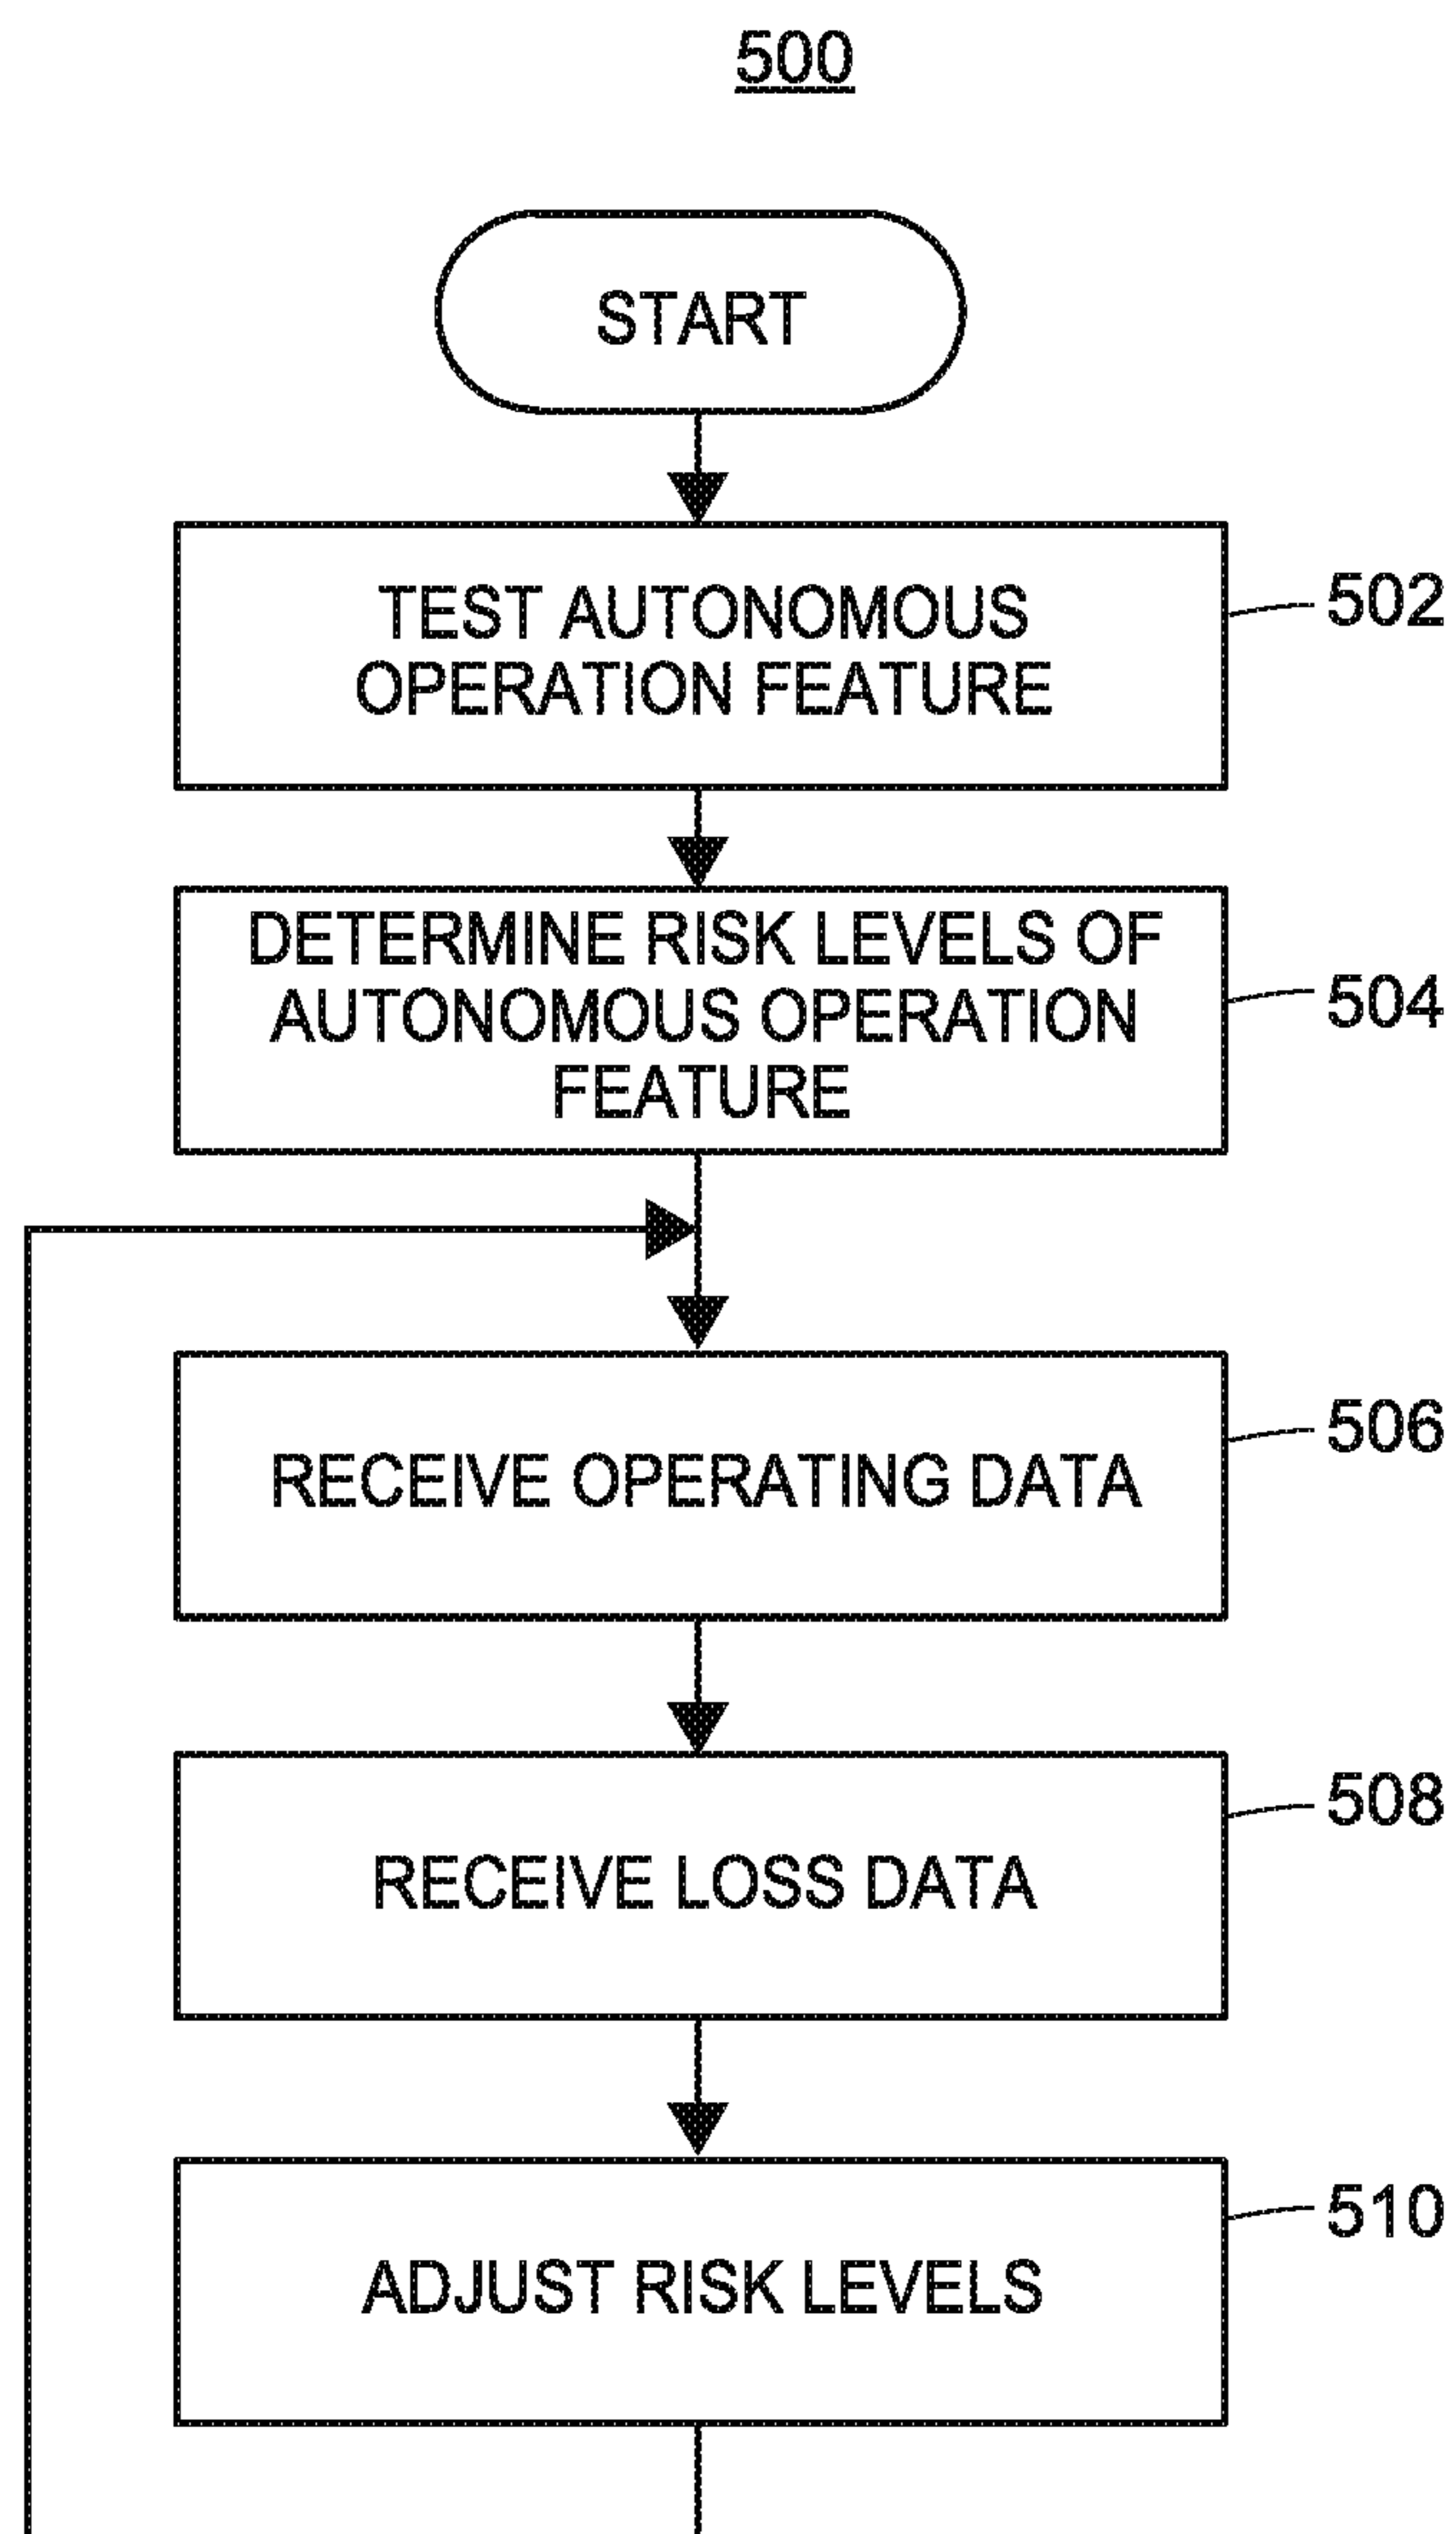 500
START
TEST AUTONOMOUS
OPERATION FEATURE
502
DETERMINE RISK LEVELS OF
AUTONOMOUS OPERATION
FEATURE
504
RECEIVE OPERATING DATA
506
RECEIVE LOSS DATA
508
ADJUST RISK LEVELS
510